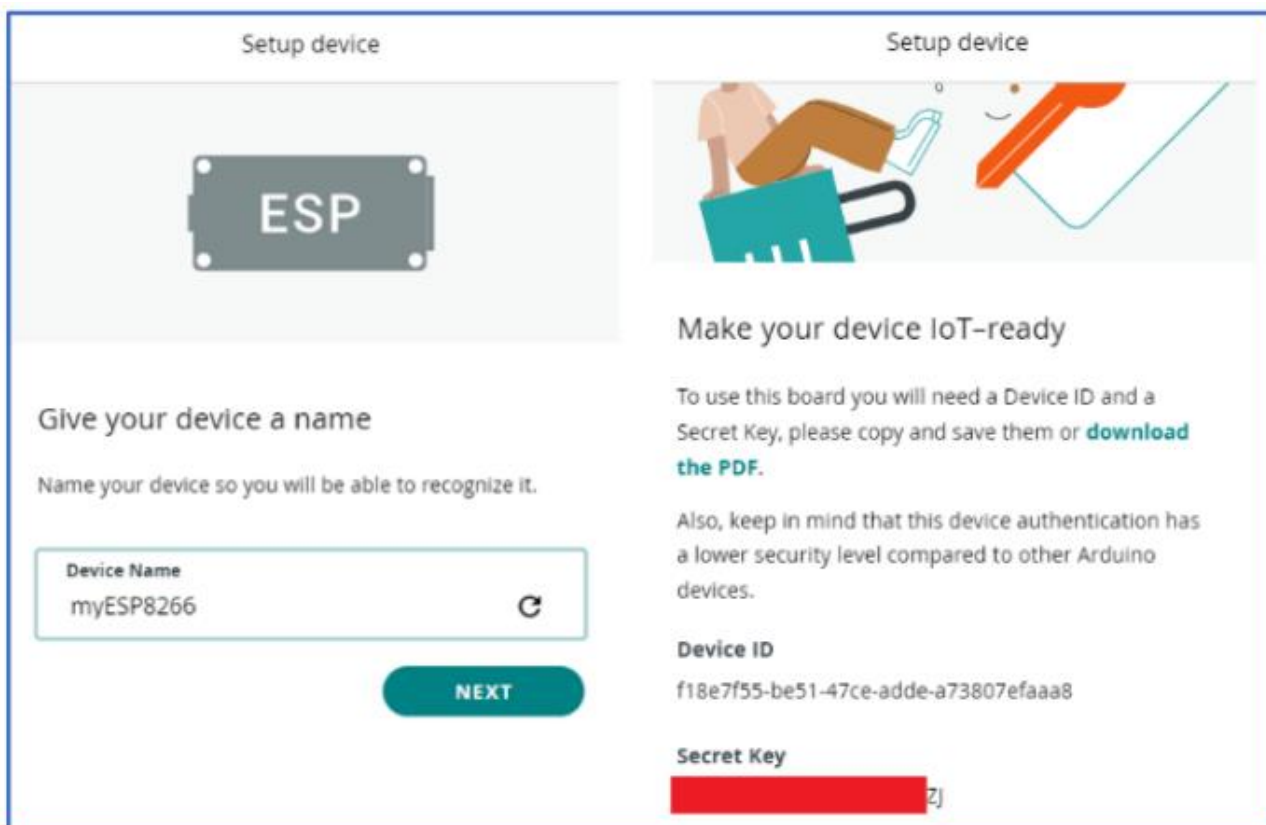 Setup device
ESP
Give your device a name
Name your device so you will be able to recognize it.
Device Name
myESP8266
NEXT
Setup device
Make your device IoT–ready
To use this board you will need a Device ID and a
Secret Key, please copy and save them or download
the PDF.
Also, keep in mind that this device authentication has
a lower security level compared to other Arduino
devices.
Device ID
f18e7f55-be51-47ce-adde-a73807efaaa8
Secret Key
ZJ